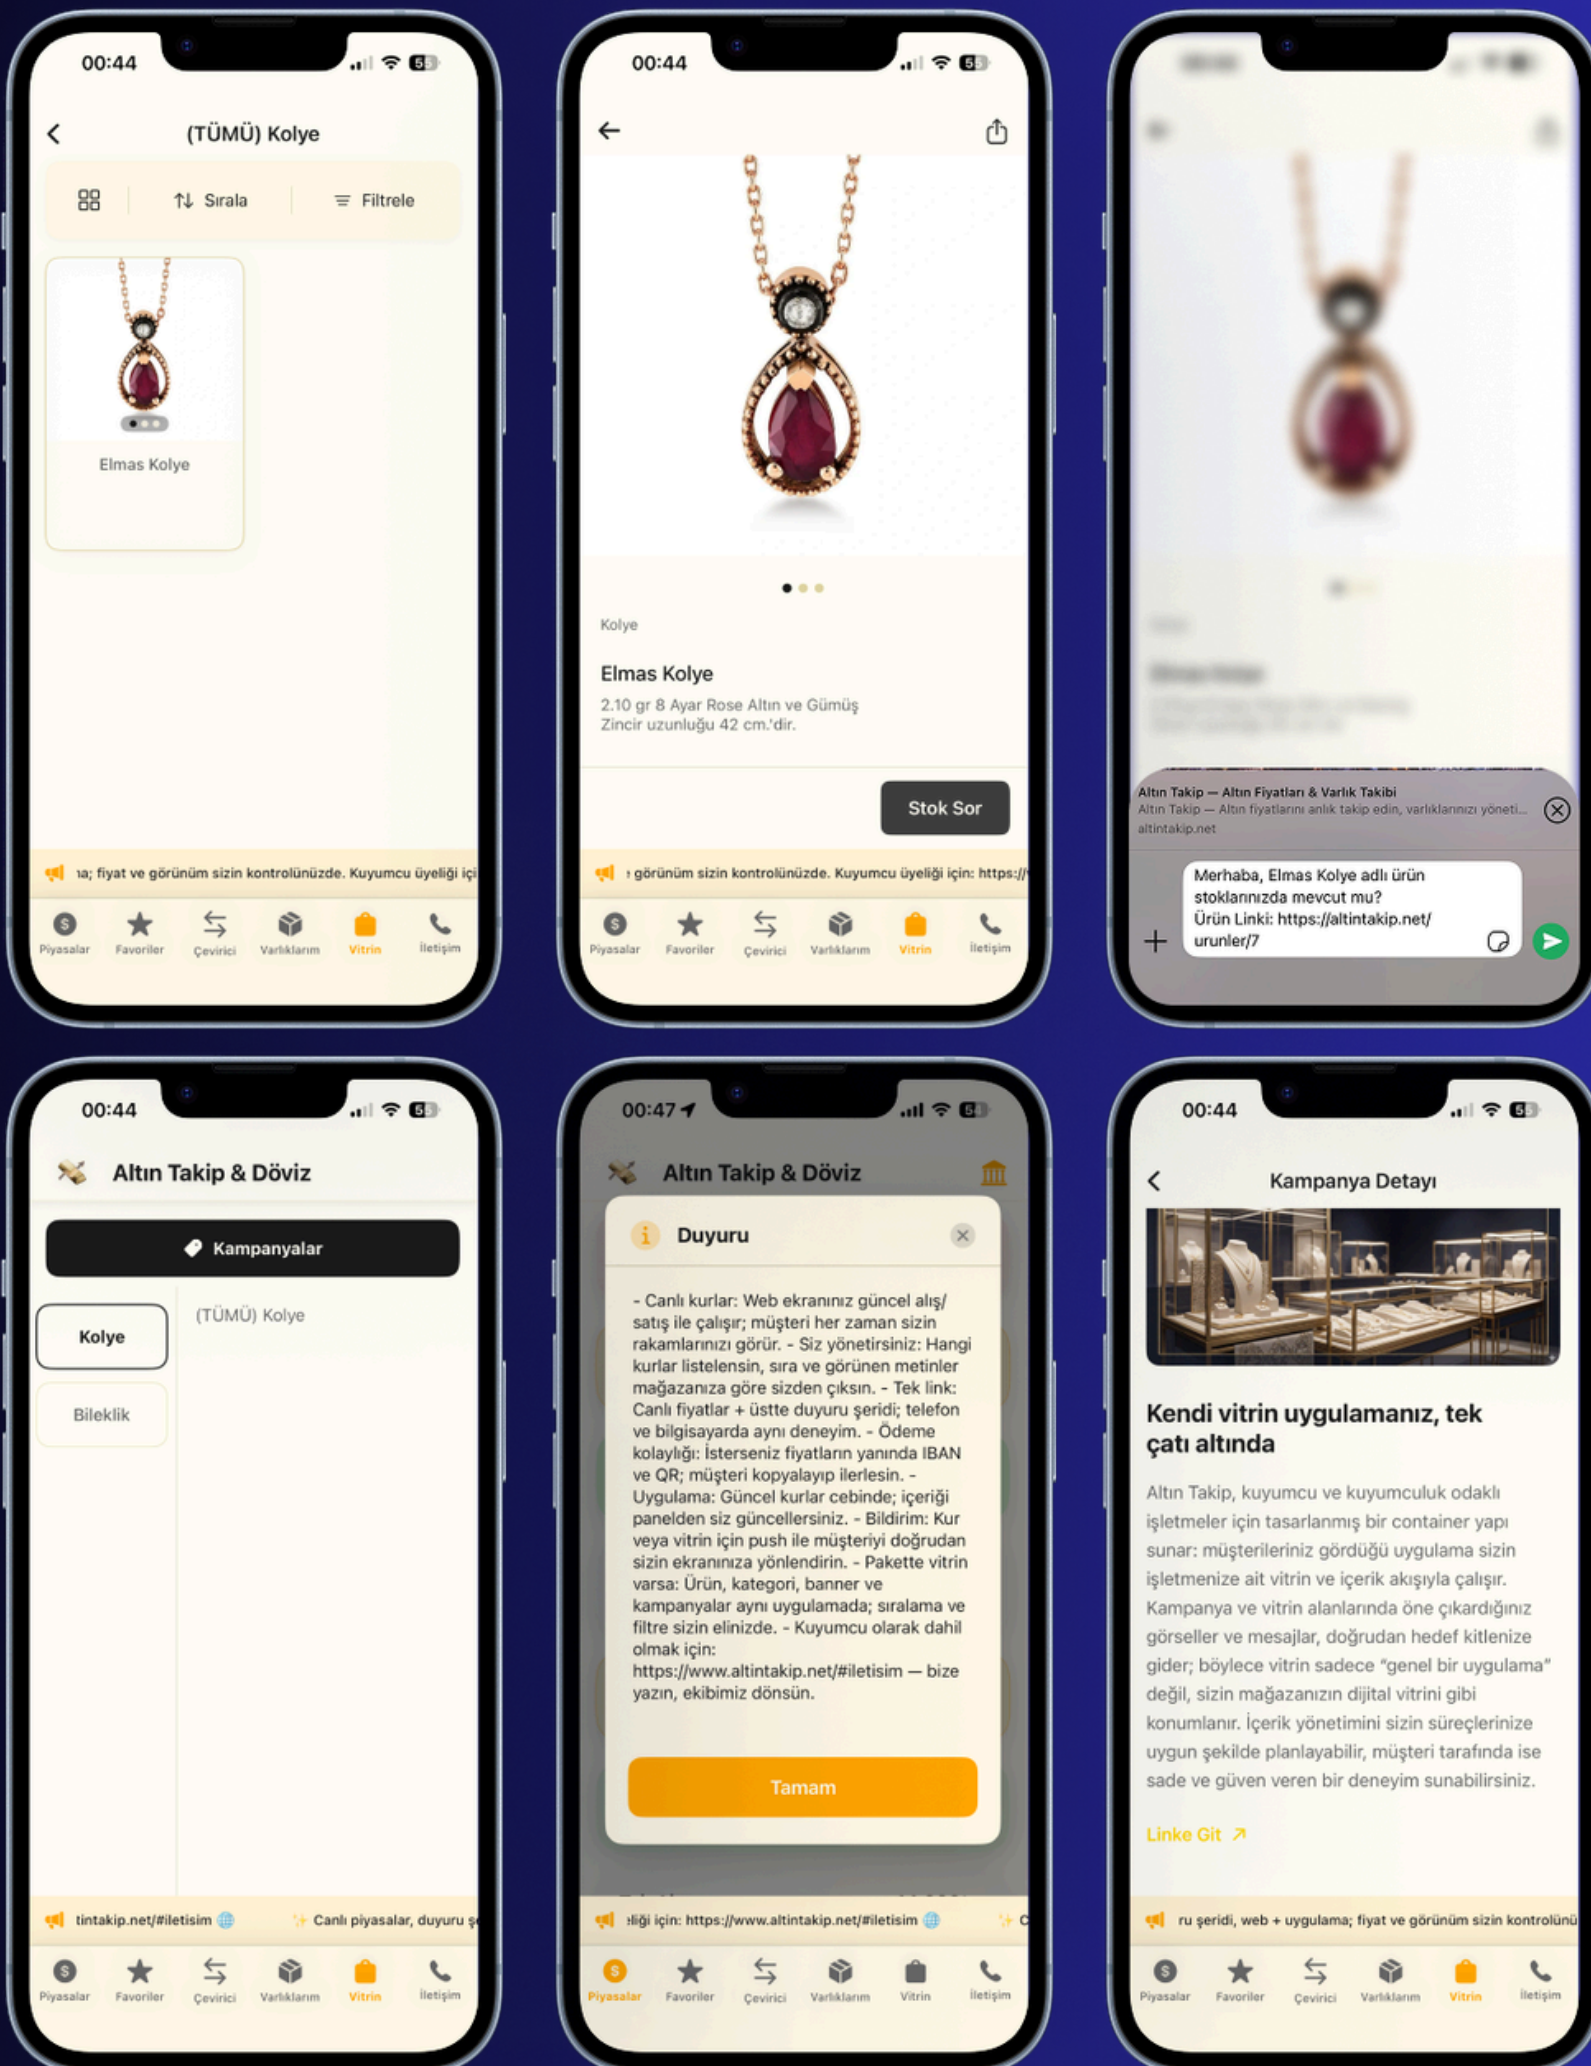 00:44
55
(TÜMÜ) Kolye
Sırala
Filtrele
Elmas Kolye
na; fiyat ve görünüm sizin kontrolünüzde. Kuyumcu üyeliği içi
Piyasalar
Favoriler
Çevirici
Varlıklarım
Vitrin
İletişim
00:44
55
Kolye
Elmas Kolye
2.10 gr 8 Ayar Rose Altın ve Gümüş
Zincir uzunluğu 42 cm.'dir.
Stok Sor
görünüm sizin kontrolünüzde. Kuyumcu üyeliği için: https://
Piyasalar
Favoriler
Çevirici
Varlıklarım
Vitrin
İletişim
Altın Takip — Altın Fiyatları & Varlık Takibi
Altın Takip — Altın fiyatlarını anlık takip edin, varlıklarınızı yöneti...
altintakip.net
Merhaba, Elmas Kolye adlı ürün
stoklarınızda mevcut mu?
Ürün Linki: https://altintakip.net/
urunler/7
00:44
55
Altın Takip & Döviz
Kampanyalar
Kolye
Bileklik
(TÜMÜ) Kolye
tintakip.net/#iletisim
Canlı piyasalar, duyuru şe
Piyasalar
Favoriler
Çevirici
Varlıklarım
Vitrin
İletişim
00:47
Altın Takip & Döviz
Duyuru
- Canlı kurlar: Web ekranınız güncel alış/
satış ile çalışır; müşteri her zaman sizin
rakamlarınızı görür. - Siz yönetirsiniz: Hangi
kurlar listelensin, sıra ve görünen metinler
mağazanıza göre sizden çıksın. - Tek link:
Canlı fiyatlar + üstte duyuru şeridi; telefon
ve bilgisayarda aynı deneyim. - Ödeme
kolaylığı: İsterseniz fiyatların yanında IBAN
ve QR; müşteri kopyalayıp ilerlesin. -
Uygulama: Güncel kurlar cebinde; içeriği
panelden siz güncellersiniz. - Bildirim: Kur
veya vitrin için push ile müşteriyi doğrudan
sizin ekranınıza yönlendirin. - Pakette vitrin
varsa: Ürün, kategori, banner ve
kampanyalar aynı uygulamada; sıralama ve
filtre sizin elinizde. - Kuyumcu olarak dahil
olmak için:
https://www.altintakip.net/#iletisim — bize
yazın, ekibimiz dönsün.
Tamam
eliği için: https://www.altintakip.net/#iletisim
C
Piyasalar
Favoriler
Çevirici
Varlıklarım
Vitrin
İletişim
00:44
55
Kampanya Detayı
Kendi vitrin uygulamanız, tek
çatı altında
Altın Takip, kuyumcu ve kuyumculuk odaklı
işletmeler için tasarlanmış bir container yapı
sunar: müşterileriniz gördüğü uygulama sizin
işletmenize ait vitrin ve içerik akışıyla çalışır.
Kampanya ve vitrin alanlarında öne çıkardığınız
görseller ve mesajlar, doğrudan hedef kitlenize
gider; böylece vitrin sadece “genel bir uygulama”
değil, sizin mağazanızın dijital vitrini gibi
konumlanır. İçerik yönetimini sizin süreçlerinize
uygun şekilde planlayabilir, müşteri tarafında ise
sade ve güven veren bir deneyim sunabilirsiniz.
Linke Git
ru şeridi, web + uygulama; fiyat ve görünüm sizin kontrolünü
Piyasalar
Favoriler
Çevirici
Varlıklarım
Vitrin
İletişim